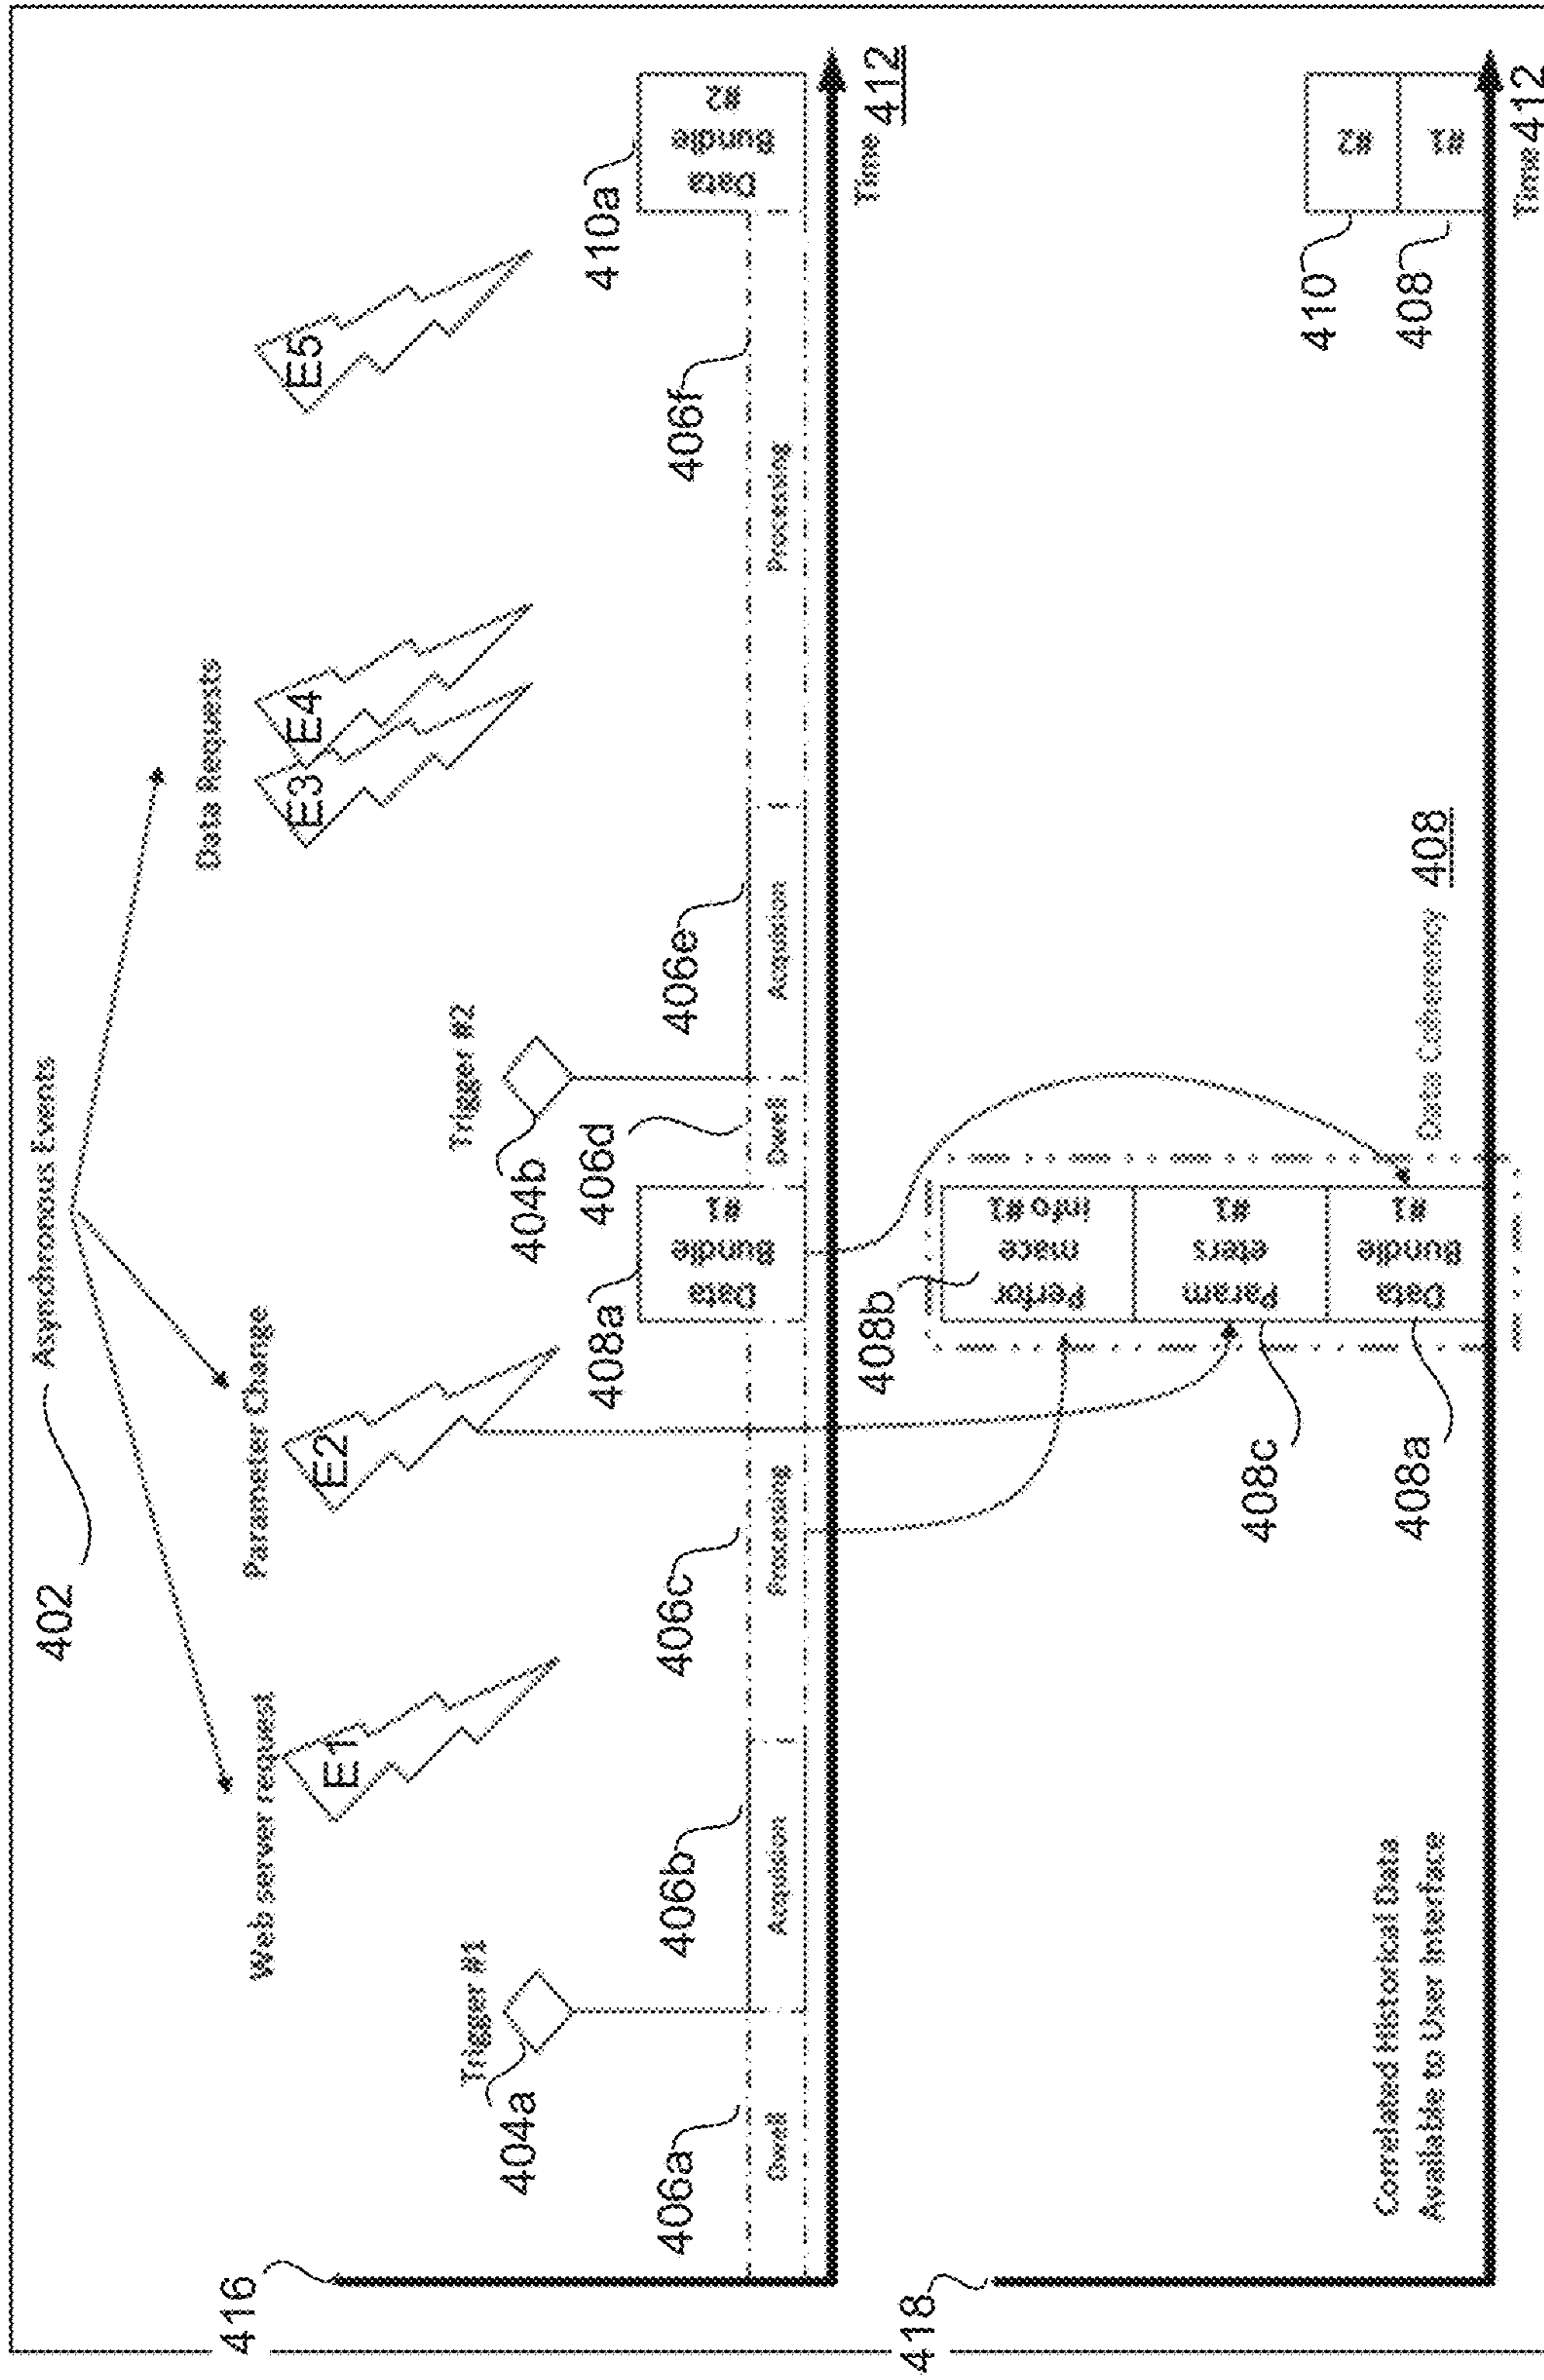 402
Asynchronous Events
Web server request
Parameter Change
Data Requests
E1
E2
E3
E4
E5
416
Trigger #1
404a
Trigger #2
404b
406a
406b
406c
408a
406d
406e
406f
410a
Dwell
Acquision
Processing
Data
Bundle
#1
Dwell
Acquision
Processing
Data
Bundle
#2
Time 412
418
408b
Perfor
mace
info #1
Param
eters
#1
Data
Bundle
#1
408c
408a
Data Coherency 408
Correlated Historical Data
Available to User Interface
410
#2
408
#1
Time 412